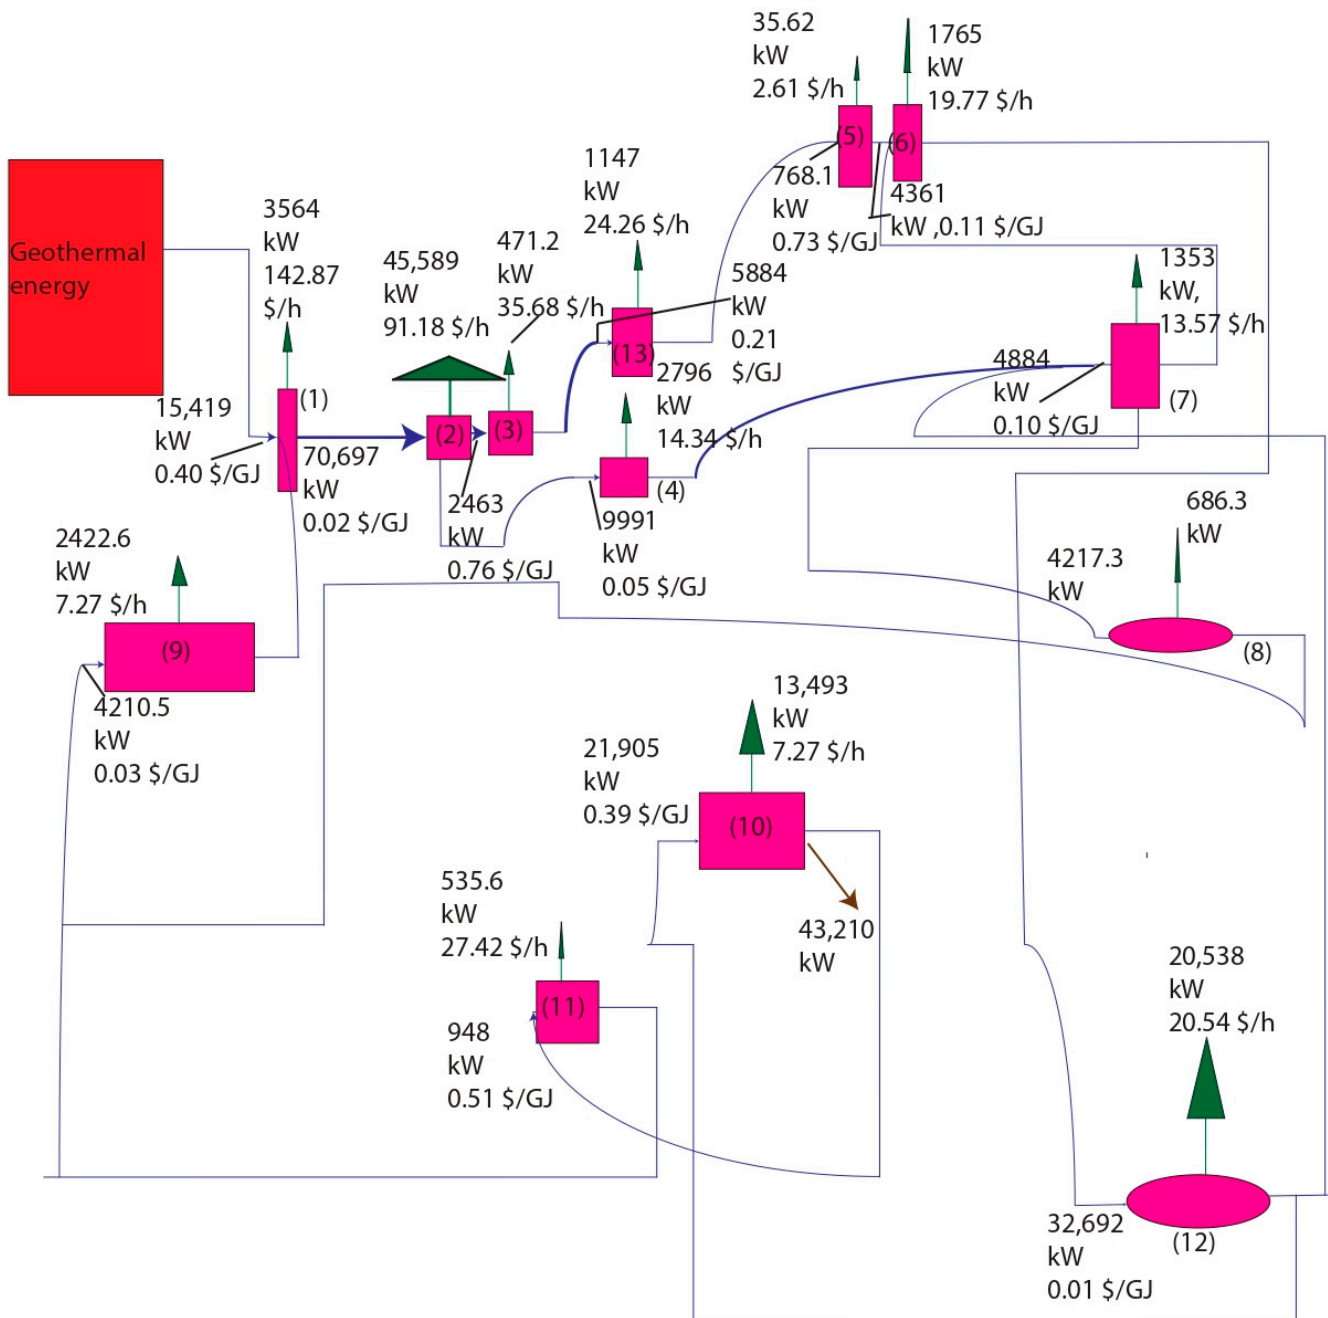 35.62
kW
2.61 $/h
1765
kW
19.77 $/h
(5)
(6)
1147
kW
24.26 $/h
768.1
kW
0.73 $/GJ
4361
kW ,0.11 $/GJ
Geothermal
energy
3564
kW
142.87
$/h
45,589
kW
91.18 $/h
471.2
kW
35.68 $/h
5884
kW
0.21
$/GJ
1353
kW,
13.57 $/h
(13)
(1)
15,419
kW
0.40 $/GJ
(2)
(3)
2796
kW
14.34 $/h
4884
kW
0.10 $/GJ
(7)
70,697
kW
0.02 $/GJ
2463
kW
0.76 $/GJ
(4)
9991
kW
0.05 $/GJ
686.3
kW
2422.6
kW
7.27 $/h
4217.3
kW
(9)
(8)
4210.5
kW
0.03 $/GJ
13,493
kW
7.27 $/h
21,905
kW
0.39 $/GJ
(10)
535.6
kW
27.42 $/h
43,210
kW
20,538
kW
20.54 $/h
(11)
948
kW
0.51 $/GJ
32,692
kW
0.01 $/GJ
(12)